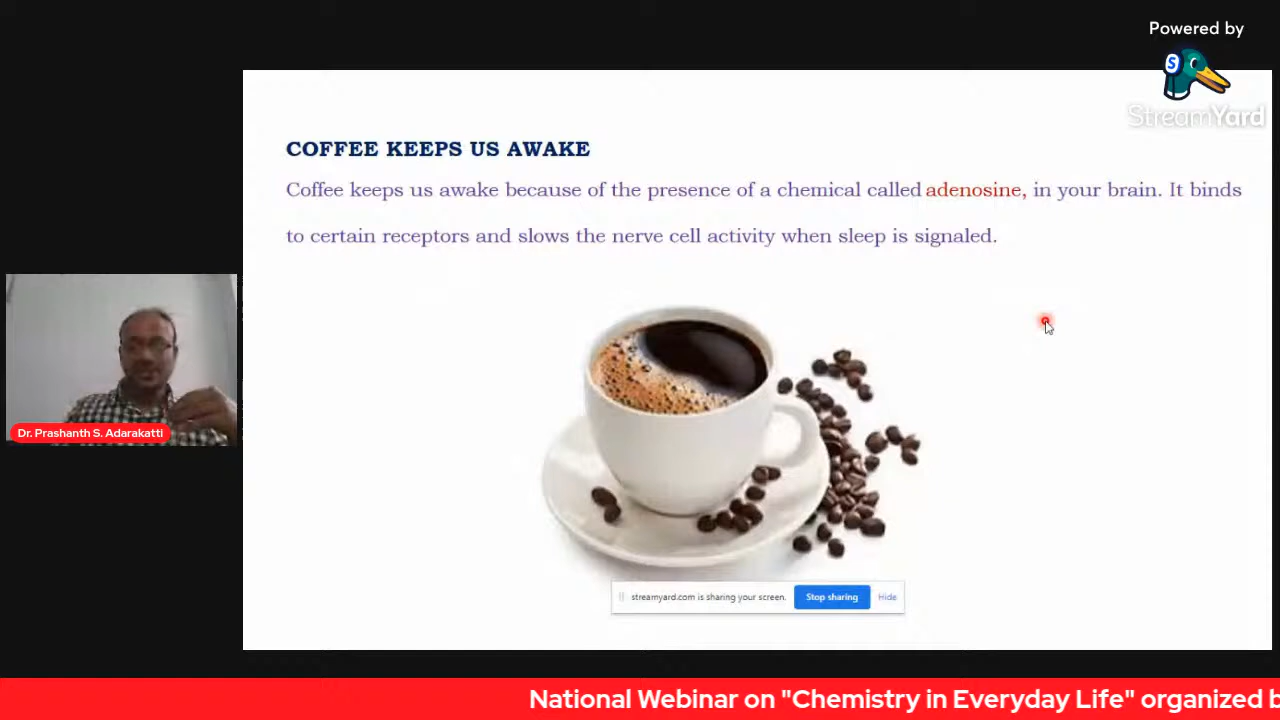 Powered by
StreamYard
COFFEE KEEPS US AWAKE
Coffee keeps us awake because of the presence of a chemical called adenosine, in your brain. It binds
to certain receptors and slows the nerve cell activity when sleep is signaled.
Dr. Prashanth S. Adarakatti
streamyard.com is sharing your screen.
Stop sharing
Hide
National Webinar on "Chemistry in Everyday Life" organized b